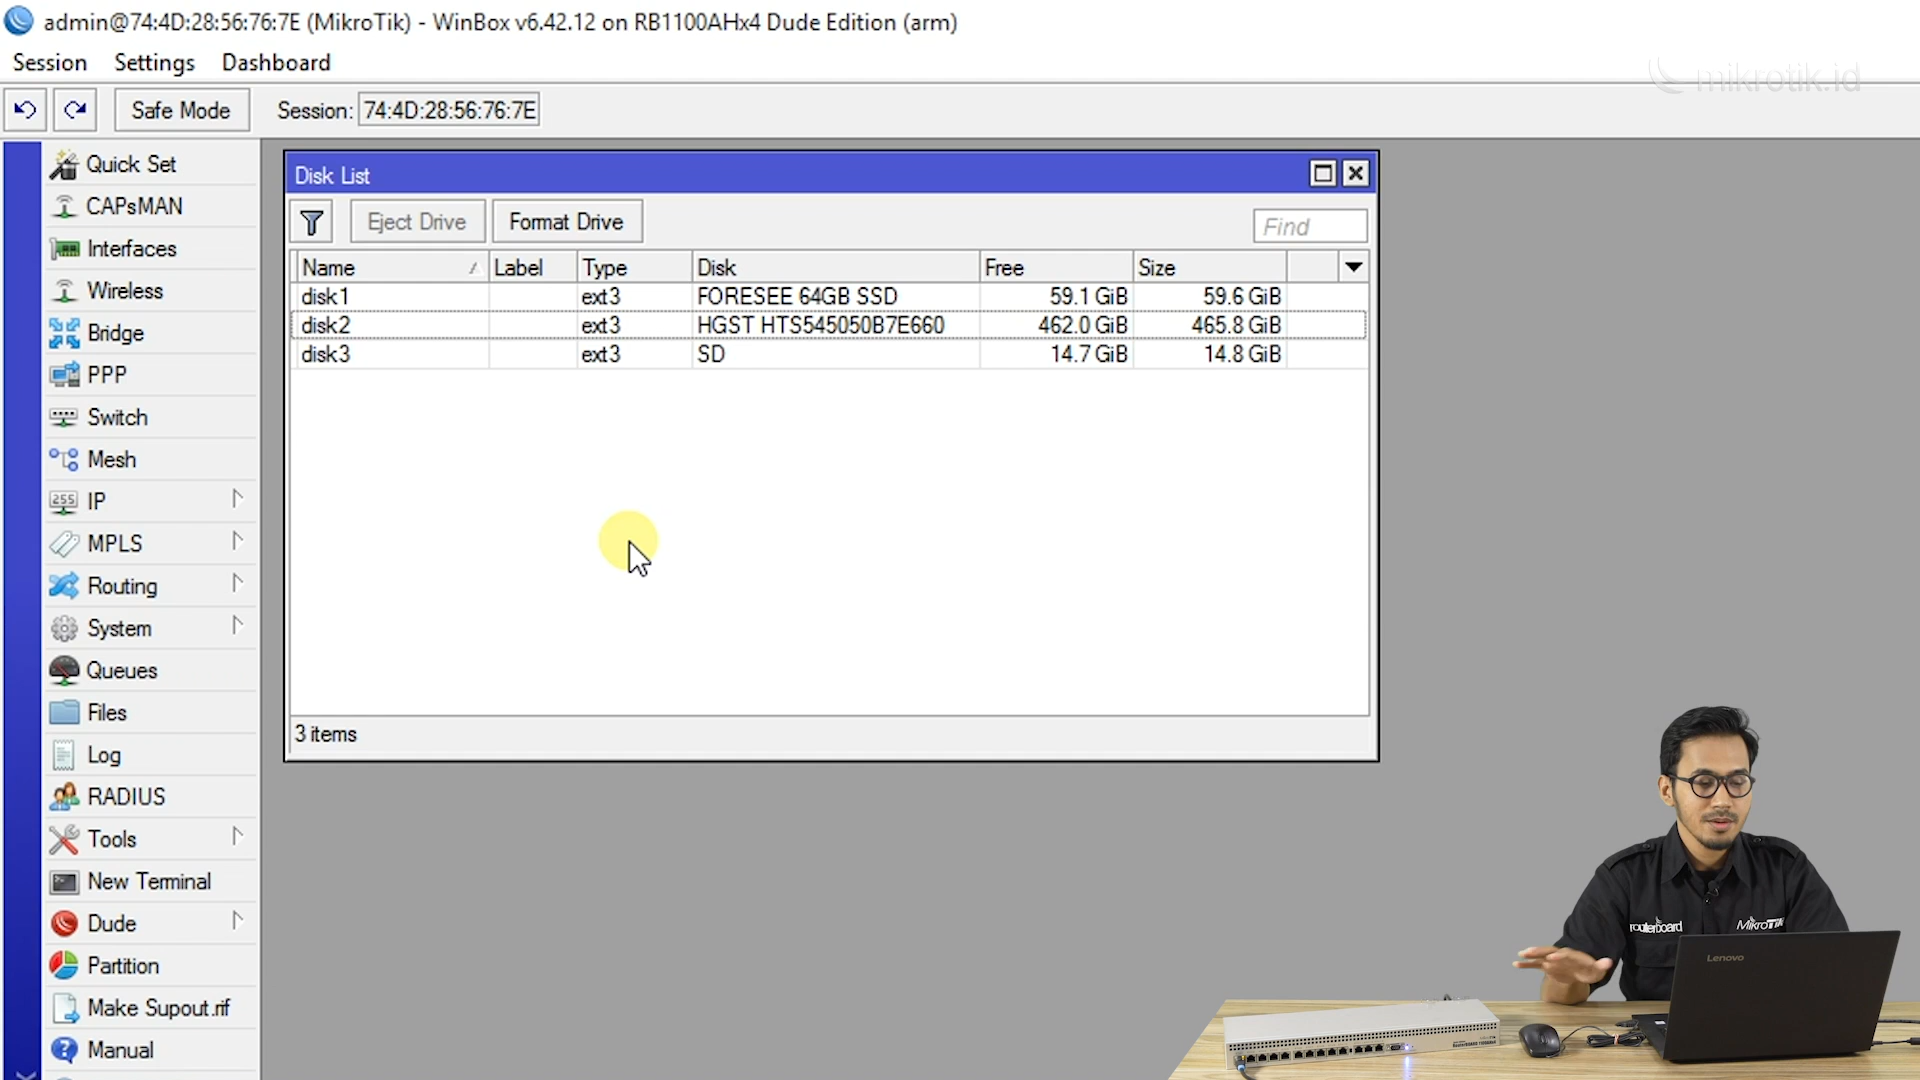 admin@74:4D:28:56:76:7E (MikroTik) - WinBox v6.42.12 on RB1100AHx4 Dude Edition (arm)
Session Settings Dashboard
mikrotik.id
Safe Mode Session: 74:4D:28:56:76:7E
Quick Set
CAPsMAN
Interfaces
Wireless
Bridge
PPP
Switch
Mesh
IP
MPLS
Routing
System
Queues
Files
Log
RADIUS
Tools
New Terminal
Dude
Partition
Make Supout.rif
Manual
Disk List
Eject Drive Format Drive Find
Name Label Type Disk Free Size
disk1 ext3 FORESEE 64GB SSD 59.1 GiB 59.6 GiB
disk2 ext3 HGST HTS545050B7E660 462.0 GiB 465.8 GiB
disk3 ext3 SD 14.7 GiB 14.8 GiB
3 items
routerboard MikroTik
Lenovo